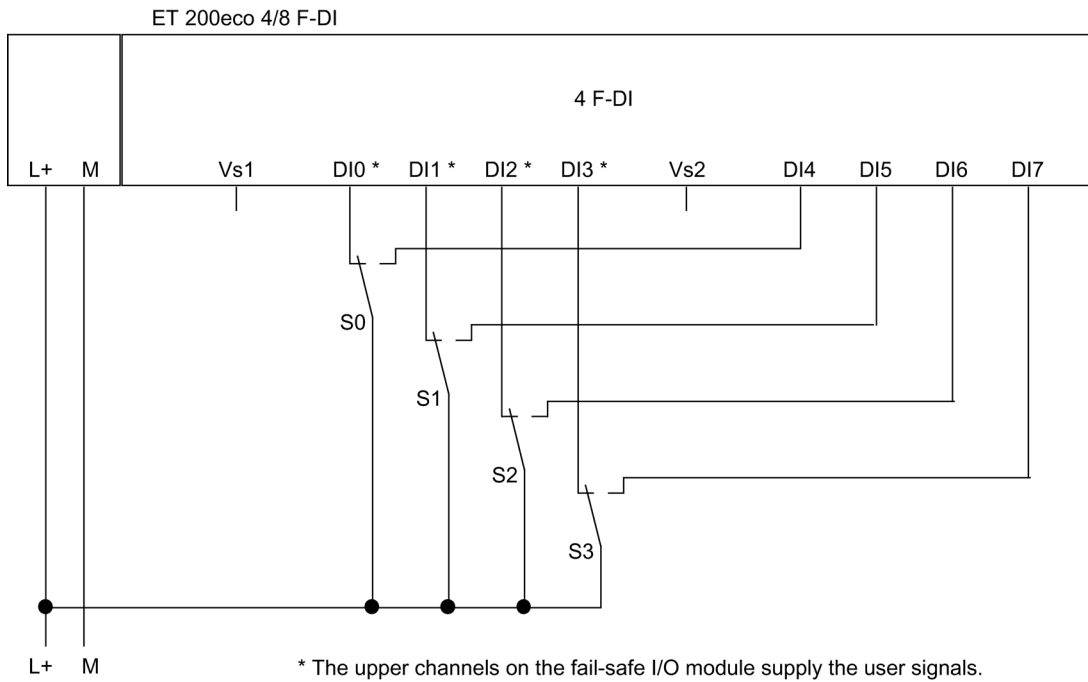 ET 200eco 4/8 F-DI
4 F-DI
L+ M Vs1 DI0 * DI1 * DI2 * DI3 * Vs2 DI4 DI5 DI6 DI7
S0
S1
S2
S3
L+ M * The upper channels on the fail-safe I/O module supply the user signals.